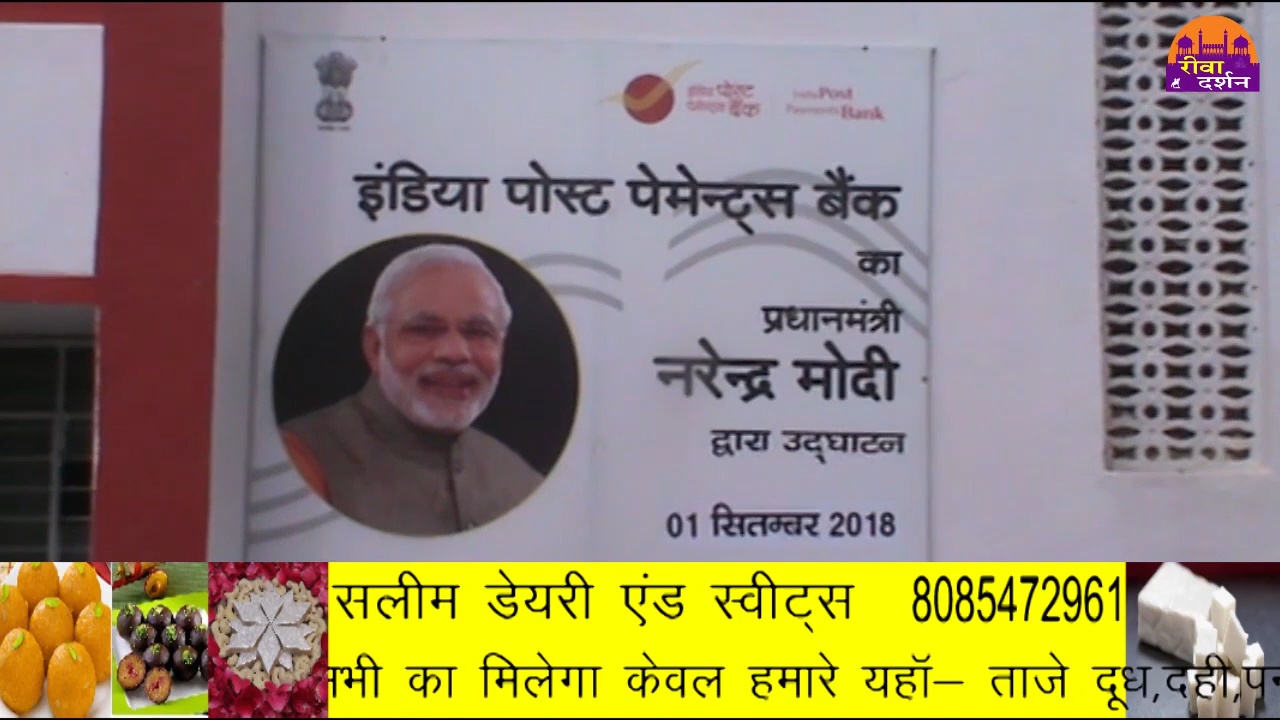 रीवा
दर्शन
इंडिया पोस्ट
पेमेंट्स बैंक
India Post
Payments Bank
इंडिया पोस्ट पेमेन्ट्स बैंक
का
प्रधानमंत्री
नरेन्द्र मोदी
द्वारा उद्घाटन
01 सितम्बर 2018
सलीम डेयरी एंड स्वीट्स 8085472961
का मिलेगा केवल हमारे यहॉ– ताजे दूध,दही,